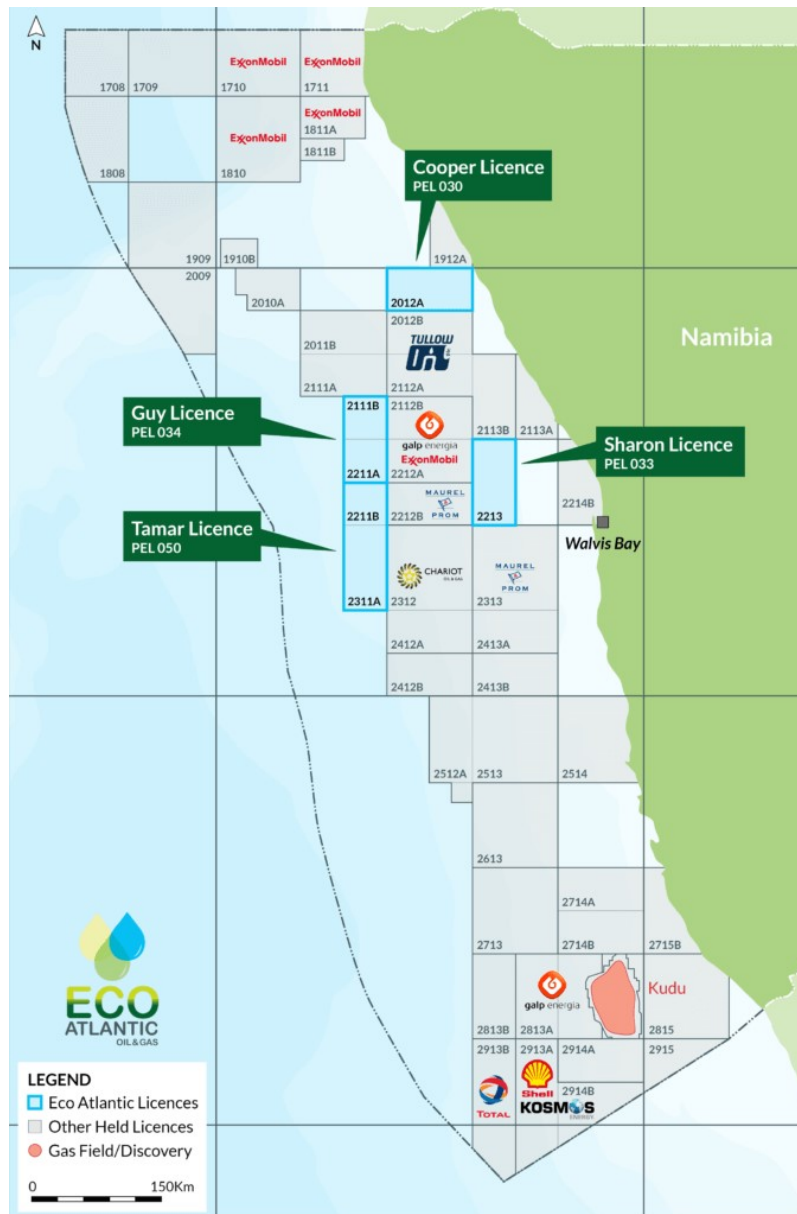 N
ExxonMobil
ExxonMobil
1708
1709
1710
1711
ExxonMobil
1811A
ExxonMobil
1811B
1808
1810
Cooper Licence
PEL 030
1909
1910B
1912A
2009
2010A
2012A
2012B
TULLOW
OIL
2011B
Namibia
2111A
2112A
Guy Licence
PEL 034
2111B
2112B
galp energia
2113B
2113A
ExxonMobil
2211A
2212A
Sharon Licence
PEL 033
MAUREL
PROM
2214B
Tamar Licence
PEL 050
2211B
2212B
2213
Walvis Bay
CHARIOT
OIL & GAS
MAUREL
PROM
2311A
2312
2313
2412A
2413A
2412B
2413B
2512A
2513
2514
2613
2714A
2713
2714B
2715B
galp energia
Kudu
2813B
2813A
2815
ECO
ATLANTIC
OIL & GAS
2913B
2913A
2914A
2915
Shell
2914B
TOTAL
KOSMOS
ENERGY
LEGEND
Eco Atlantic Licences
Other Held Licences
Gas Field/Discovery
0 150Km